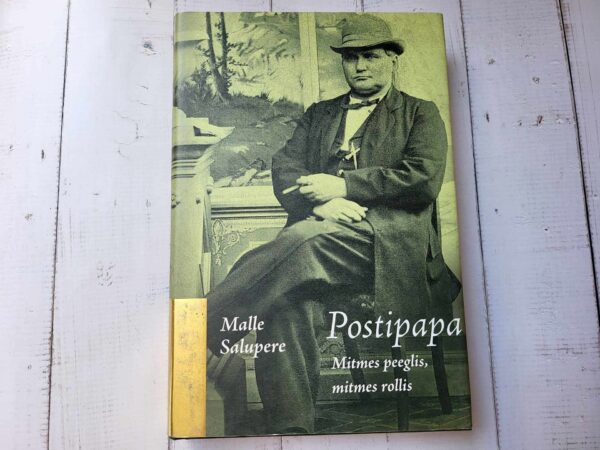 Malle
Salupere
Postipapa
Mitmes peeglis,
mitmes rollis